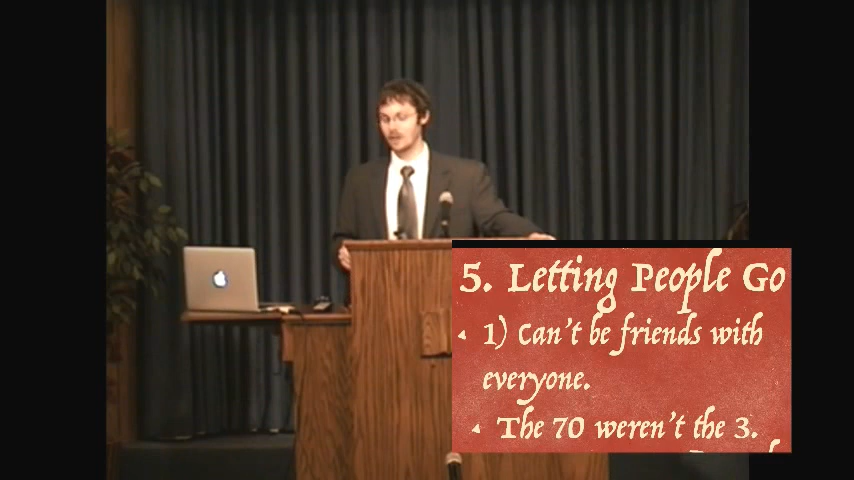 5. Letting People Go
1) Can't be friends with
everyone.
The 70 weren't the 3.